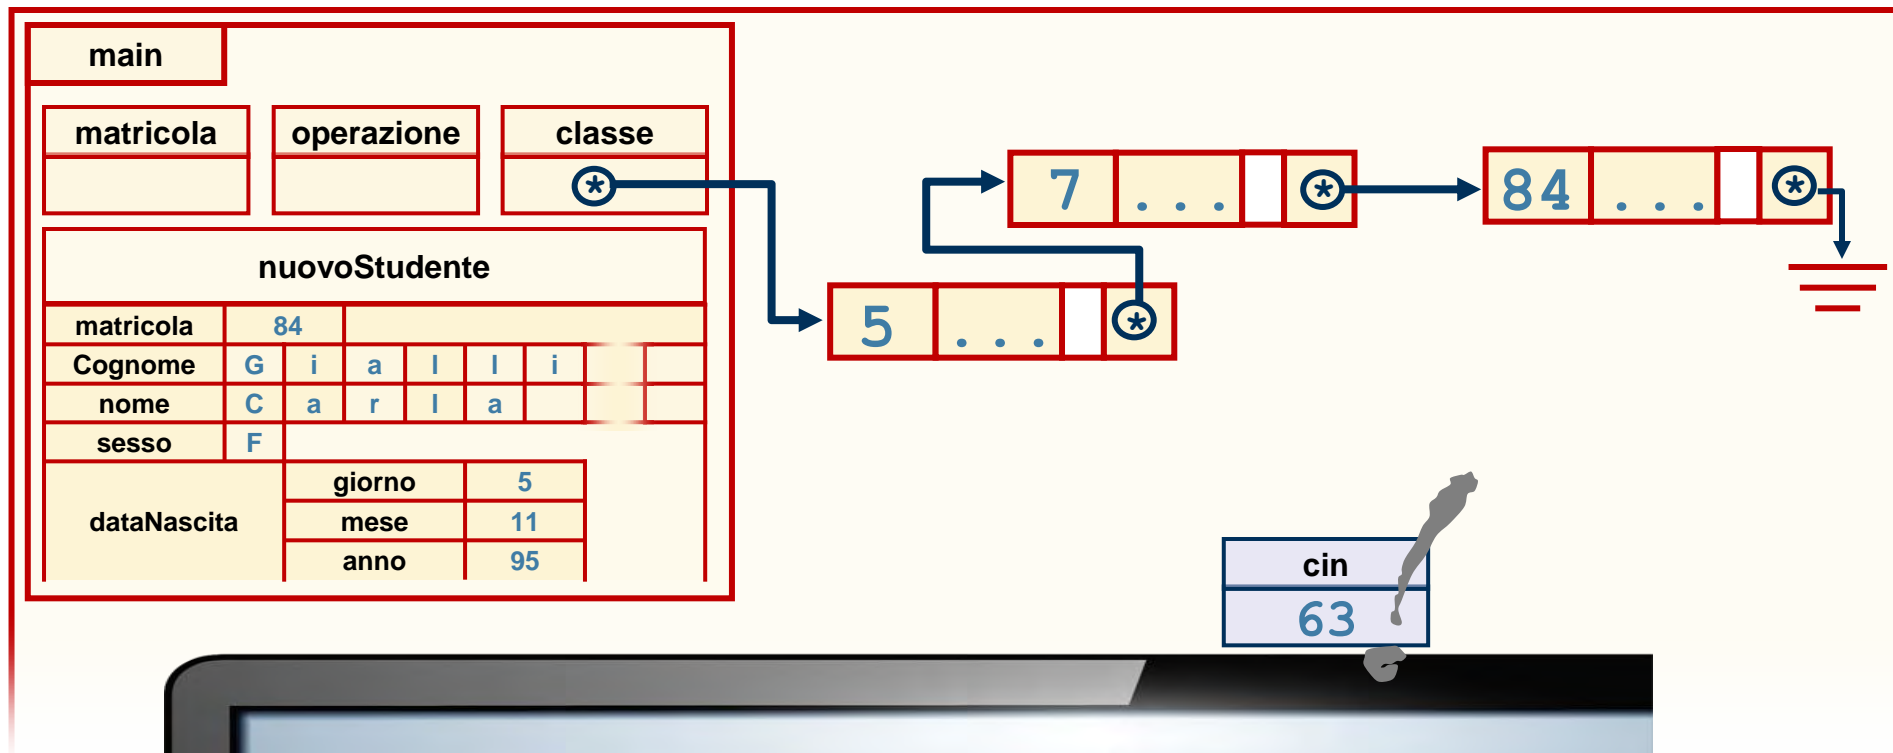 main
matricola operazione classe
*
nuovoStudente
matricola 84
Cognome G i a l l i
nome C a r l a
sesso F
dataNascita
giorno 5
mese 11
anno 95
7 ... *
84 ... *
5 ... *
cin
63